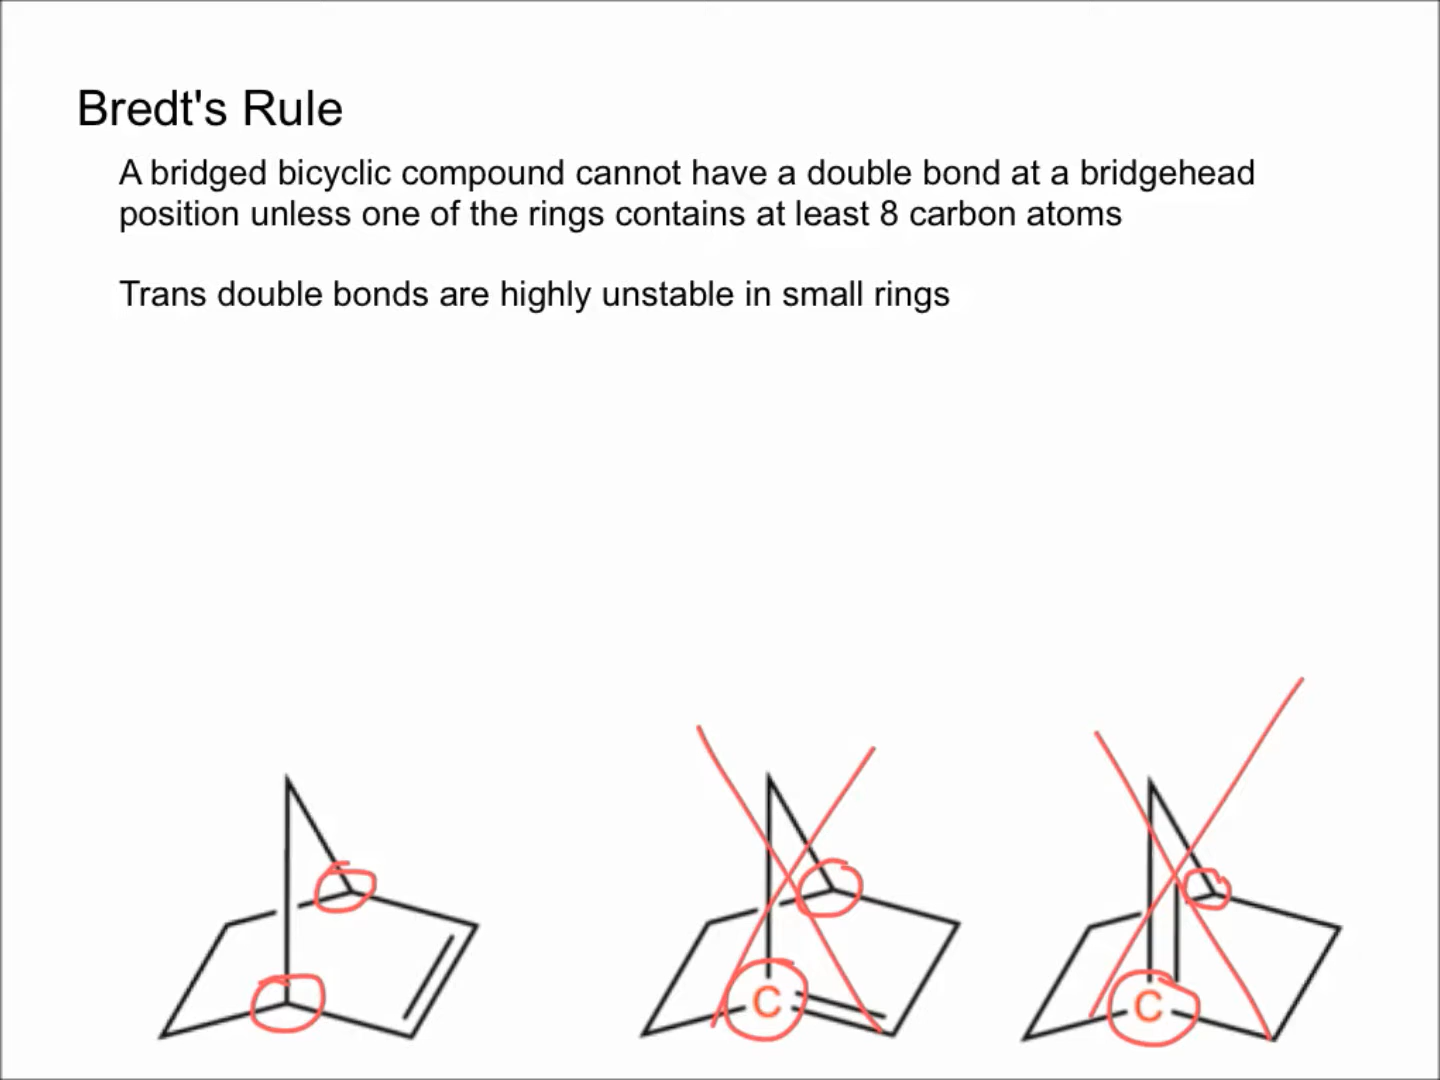 Bredt's Rule
A bridged bicyclic compound cannot have a double bond at a bridgehead
position unless one of the rings contains at least 8 carbon atoms
Trans double bonds are highly unstable in small rings
C C